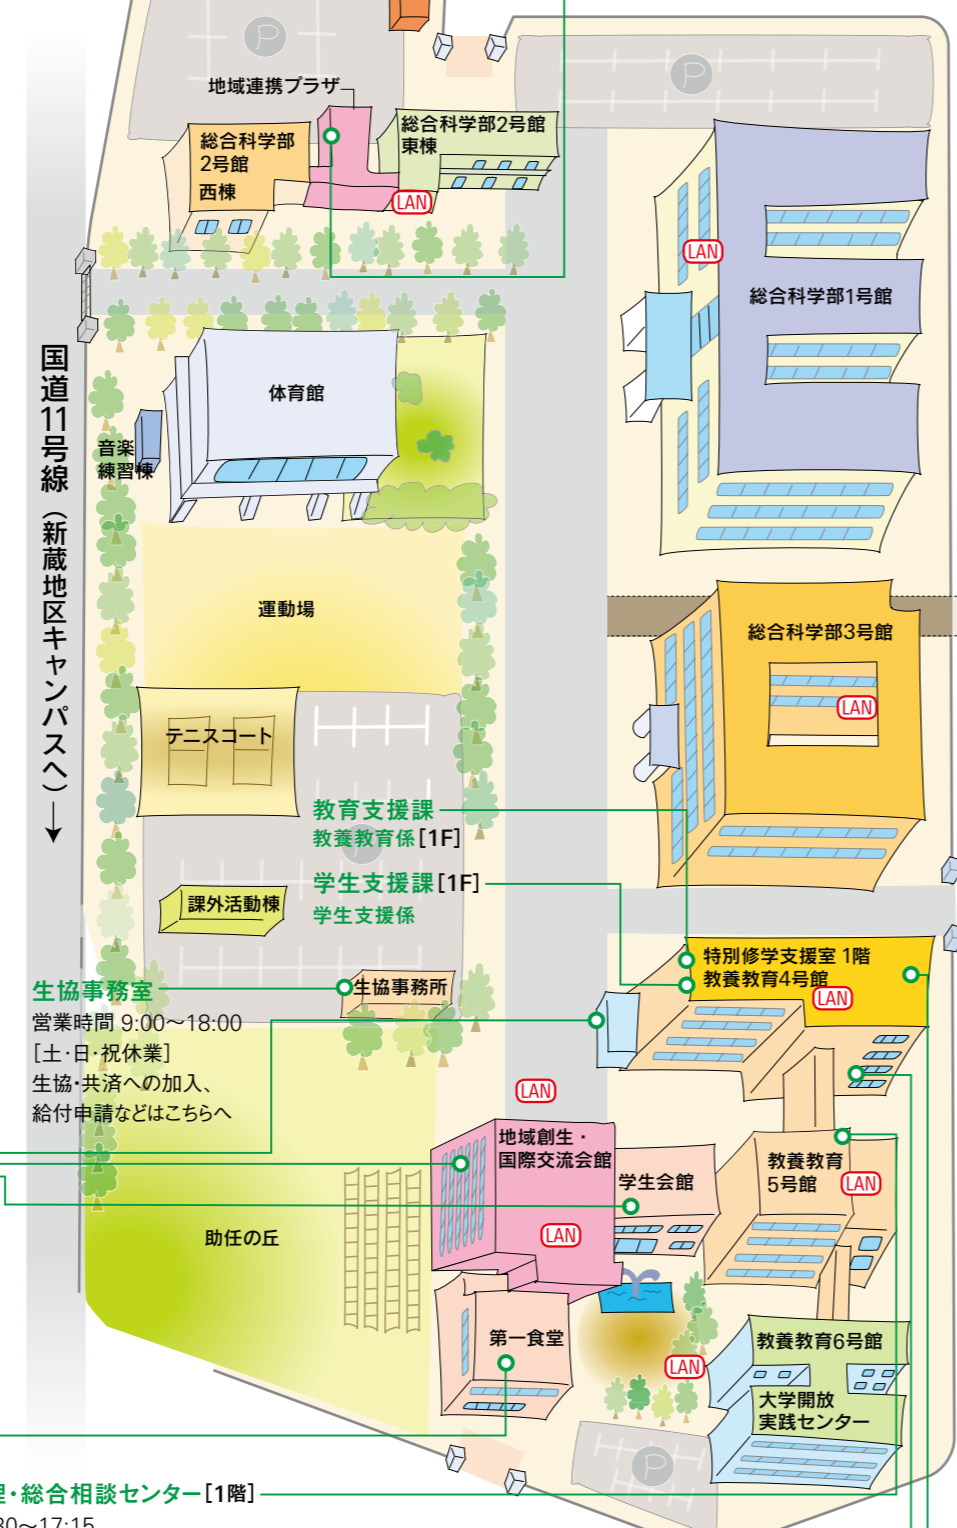 P
P
地域連携プラザ
総合科学部
2号館
西棟
総合科学部2号館
東棟
LAN
LAN
総合科学部1号館
国道11号線（新蔵地区キャンパスへ）
体育館
音楽
練習棟
運動場
総合科学部3号館
LAN
テニスコート
教育支援課
教養教育係[1F]
P
学生支援課[1F]
学生支援係
課外活動棟
特別修学支援室 1階
教養教育4号館
LAN
生協事務所
生協事務室
営業時間 9:00〜18:00
[土・日・祝休業]
生協・共済への加入、
給付申請などはこちらへ
LAN
地域創生・
国際交流会館
LAN
学生会館
教養教育
5号館
LAN
助任の丘
第一食堂
LAN
教養教育6号館
大学開放
実践センター
P
・総合相談センター[1階]
30〜17:15